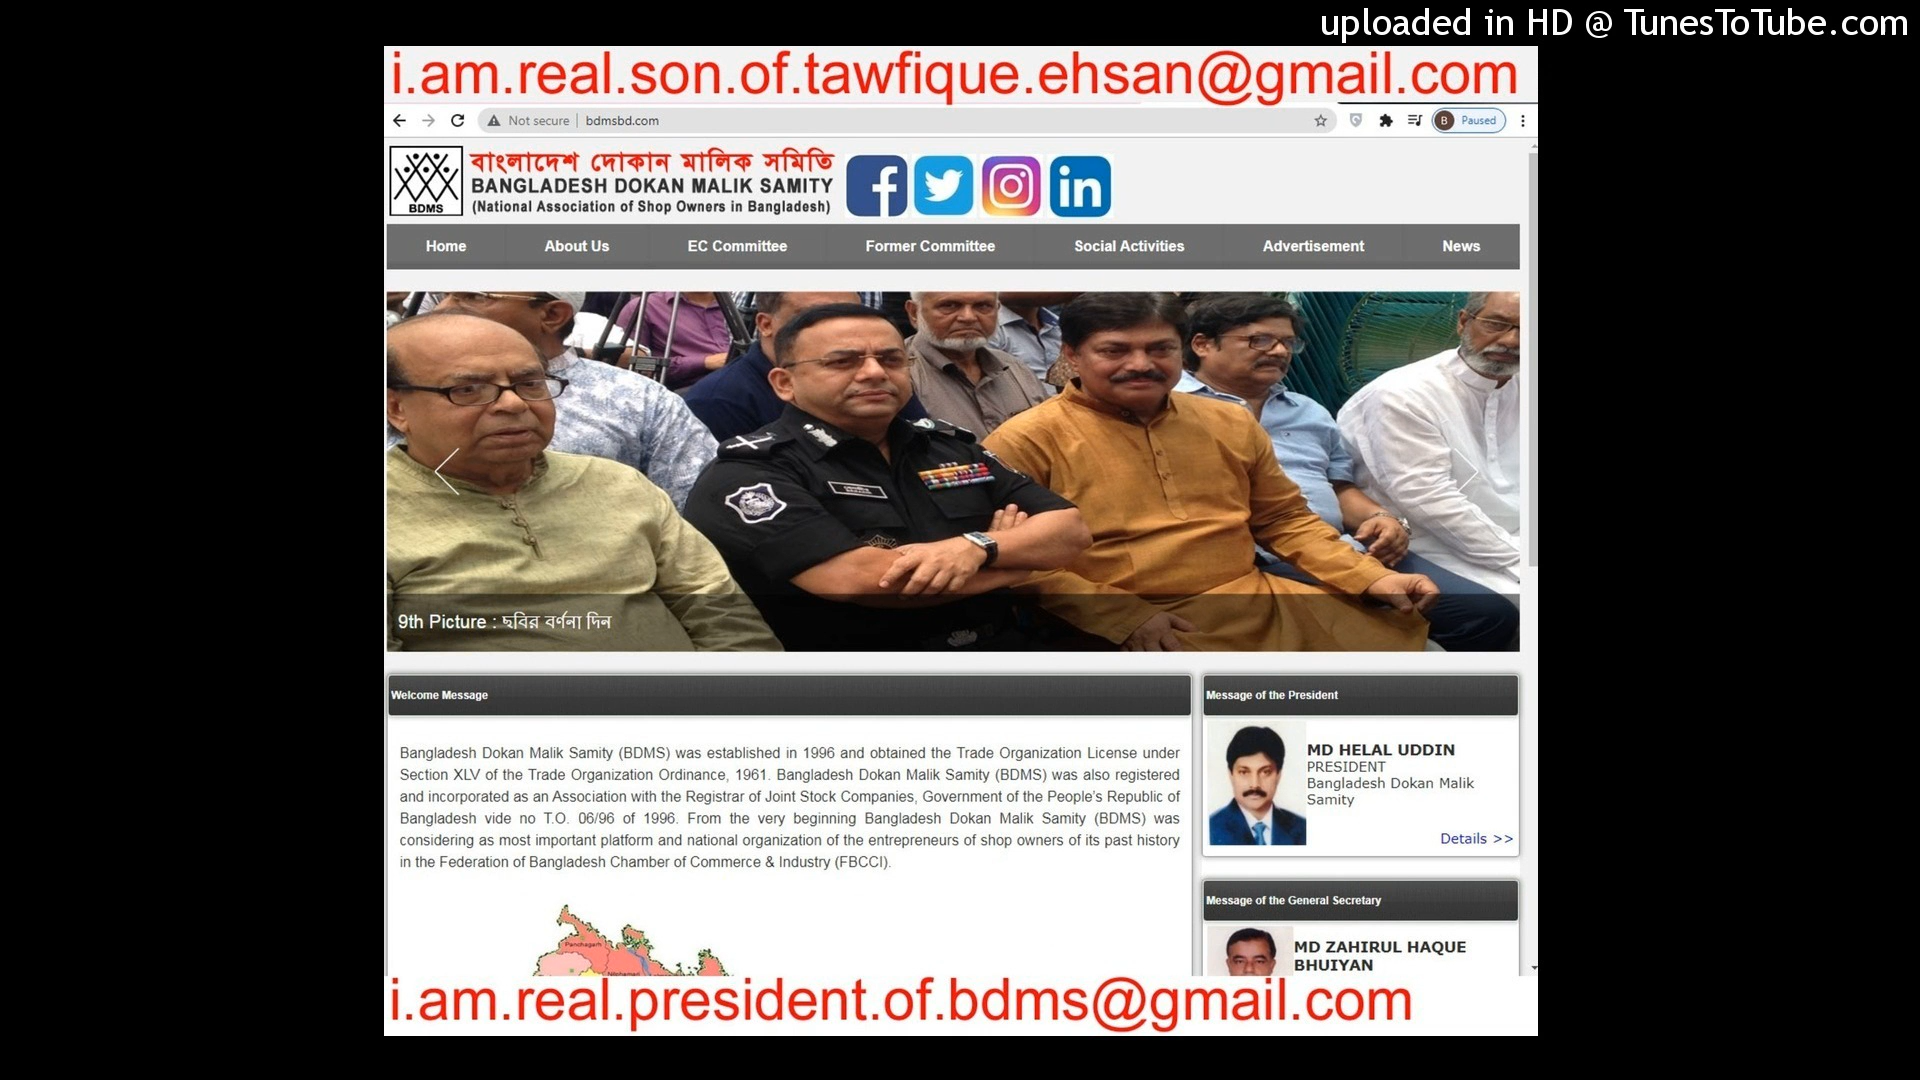 uploaded in HD @ TunesToTube.com
i.am.real.son.of.tawfique.ehsan@gmail.com
Not secure | bdmsbd.com
B Paused
বাংলাদেশ দোকান মালিক সমিতি
BANGLADESH DOKAN MALIK SAMITY
(National Association of Shop Owners in Bangladesh)
BDMS
Home About Us EC Committee Former Committee Social Activities Advertisement News
9th Picture : ছবির বর্ণনা দিন
Welcome Message
Bangladesh Dokan Malik Samity (BDMS) was established in 1996 and obtained the Trade Organization License under
Section XLV of the Trade Organization Ordinance, 1961. Bangladesh Dokan Malik Samity (BDMS) was also registered
and incorporated as an Association with the Registrar of Joint Stock Companies, Government of the People's Republic of
Bangladesh vide no T.O. 06/96 of 1996. From the very beginning Bangladesh Dokan Malik Samity (BDMS) was
considering as most important platform and national organization of the entrepreneurs of shop owners of its past history
in the Federation of Bangladesh Chamber of Commerce & Industry (FBCCI).
Panchagarh
Nilphamari
Message of the President
MD HELAL UDDIN
PRESIDENT
Bangladesh Dokan Malik
Samity
Details >>
Message of the General Secretary
MD ZAHIRUL HAQUE
BHUIYAN
i.am.real.president.of.bdms@gmail.com